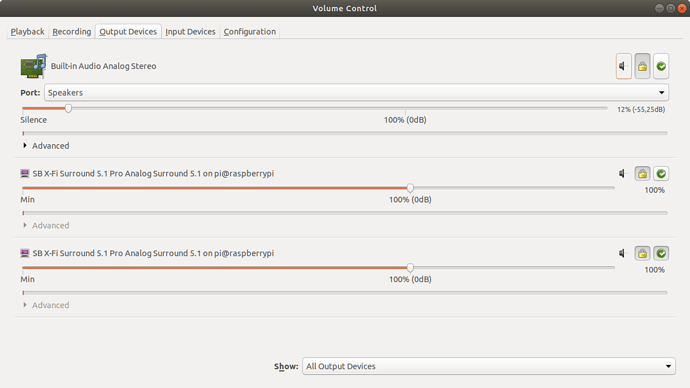 Volume Control
Playback Recording Output Devices Input Devices Configuration
Built-in Audio Analog Stereo
Port: Speakers
12% (-55,25dB)
Silence 100% (0dB)
Advanced
SB X-Fi Surround 5.1 Pro Analog Surround 5.1 on pi@raspberrypi
100%
Min 100% (0dB)
Advanced
SB X-Fi Surround 5.1 Pro Analog Surround 5.1 on pi@raspberrypi
100%
Min 100% (0dB)
Advanced
Show: All Output Devices